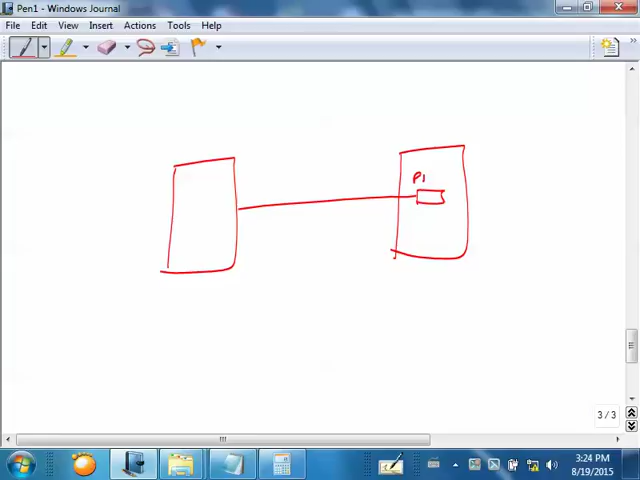 Pen1 - Windows Journal
File Edit View Insert Actions Tools Help
P1
3 / 3
3:24 PM
8/19/2015